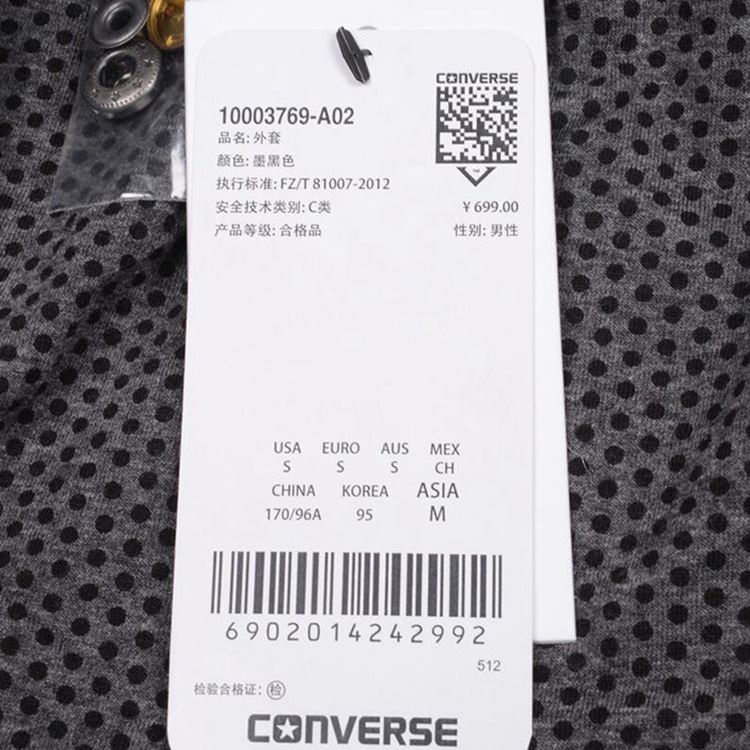 CONVERSE
10003769-A02
品名: 外套
颜色: 墨黑色
执行标准: FZ/T 81007-2012
安全技术类别: C类
¥ 699.00
产品等级: 合格品
性别: 男性
USA EURO AUS MEX
S S S CH
CHINA KOREA ASIA
170/96A 95 M
6902014242992
512
检验合格证: 检
CONVERSE